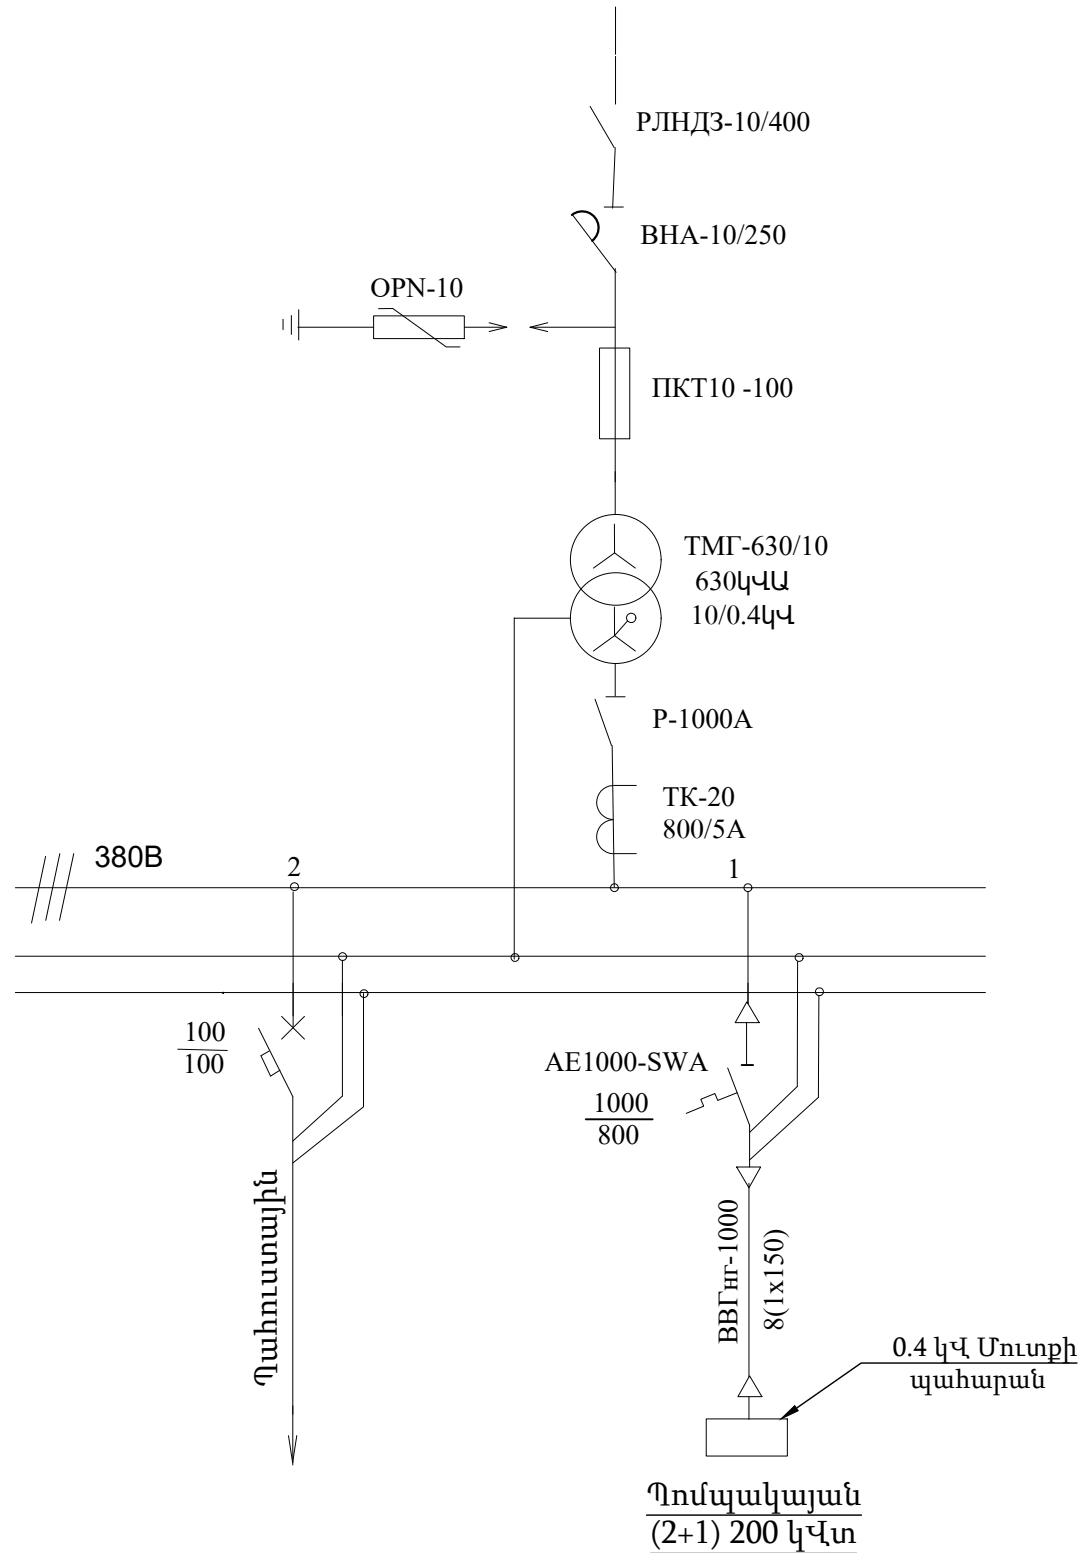 РЛНДЗ-10/400
ВНА-10/250
OPN-10
ПКТ10 -100
ТМГ-630/10
630կՎԱ
10/0.4կՎ
Р-1000А
ТК-20
800/5А
380В
2
1
100
100
АЕ1000-SWA
1000
800
Պահուստային
ВВГнг-1000
8(1x150)
0.4 կՎ Մուտքի
պահարան
Պոմպակայան
(2+1) 200 կՎտ